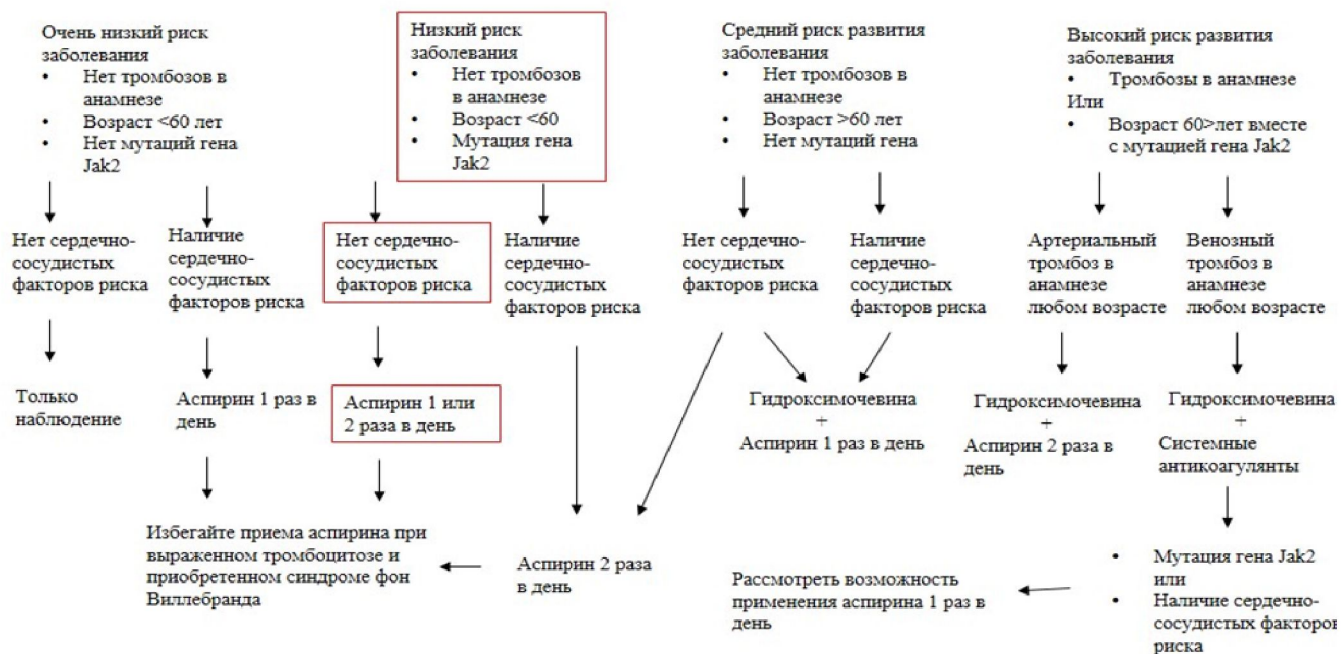 Очень низкий риск
заболевания
• Нет тромбозов в
анамнезе
• Возраст <60 лет
• Нет мутаций гена
Jak2
Низкий риск
заболевания
• Нет тромбозов
в анамнезе
• Возраст <60
• Мутация гена
Jak2
Средний риск развития
заболевания
• Нет тромбозов в
анамнезе
• Возраст >60 лет
• Нет мутаций гена
Высокий риск развития
заболевания
• Тромбозы в анамнезе
Или
• Возраст 60>лет вместе
с мутацией гена Jak2
Нет сердечно-
сосудистых
факторов риска
Наличие
сердечно-
сосудистых
факторов риска
Нет сердечно-
сосудистых
факторов риска
Наличие
сердечно-
сосудистых
факторов риска
Нет сердечно-
сосудистых
факторов риска
Наличие
сердечно-
сосудистых
факторов риска
Артериальный
тромбоз в
анамнезе
любом возрасте
Венозный
тромбоз в
анамнезе
любом возрасте
Только
наблюдение
Аспирин 1 раз в
день
Аспирин 1 или
2 раза в день
Гидроксимочевина
+
Аспирин 1 раз в день
Гидроксимочевина
+
Аспирин 2 раза в
день
Гидроксимочевина
+
Системные
антикоагулянты
Избегайте приема аспирина при
выраженном тромбоцитозе и
приобретенном синдроме фон
Виллебранда
Аспирин 2 раза
в день
Рассмотреть возможность
применения аспирина 1 раз в
день
• Мутация гена Jak2
или
• Наличие сердечно-
сосудистых факторов
риска